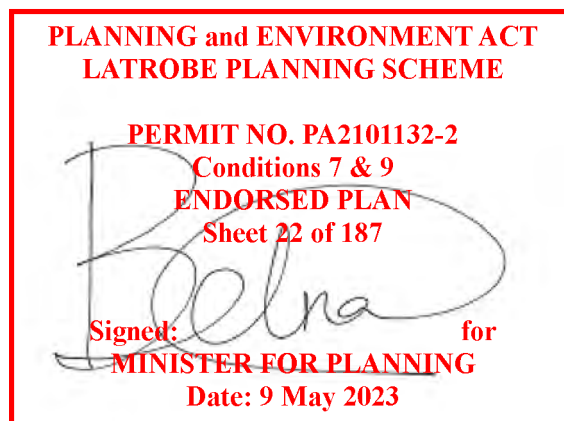 PLANNING and ENVIRONMENT ACT
LATROBE PLANNING SCHEME
PERMIT NO. PA2101132-2
Conditions 7 & 9
ENDORSED PLAN
Sheet 22 of 187
Signed: for
MINISTER FOR PLANNING
Date: 9 May 2023